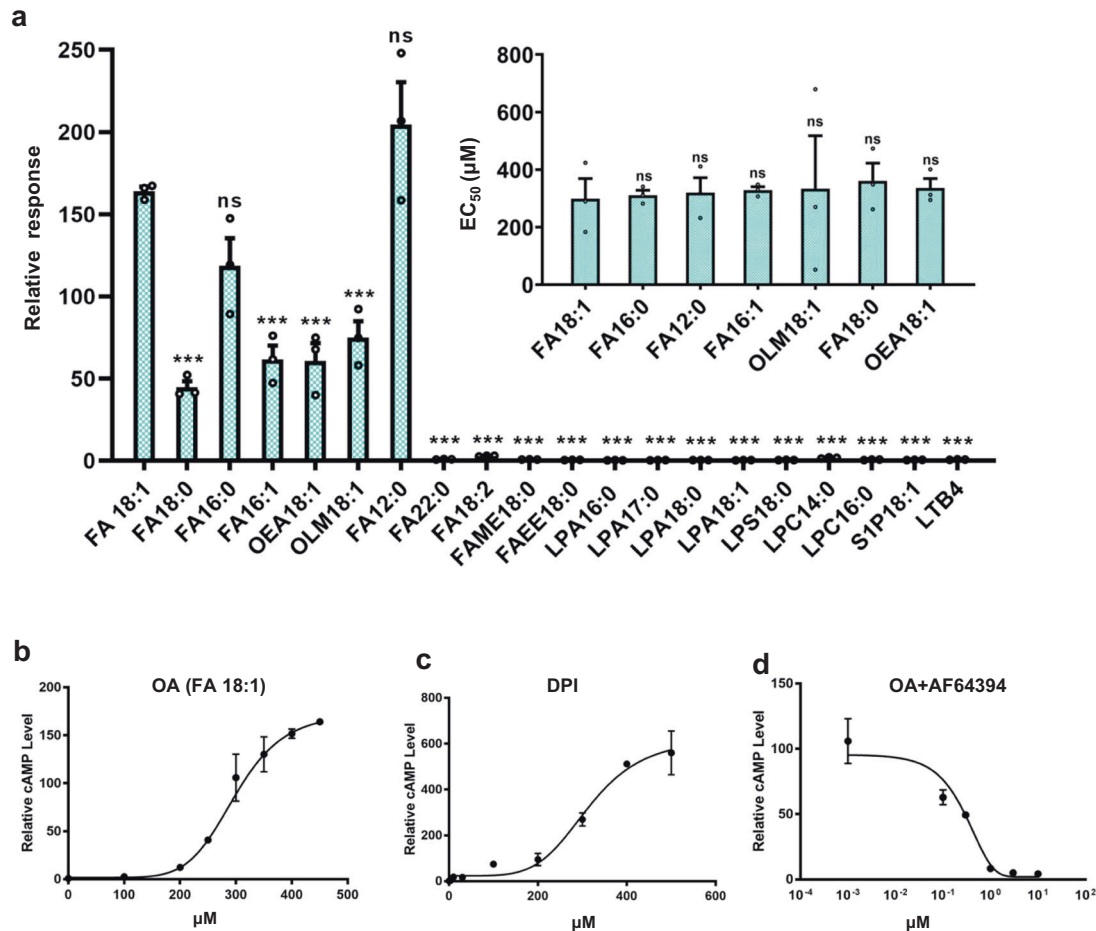 a
Relative response
250
200
150
100
50
0
ns
***
ns
***
***
***
*** *** *** *** *** *** *** *** *** *** *** *** ***
FA 18:1
FA18:0
FA16:0
FA16:1
OEA18:1
OLM18:1
FA12:0
FA22:0
FA18:2
FAME18:0
FAEE18:0
LPA16:0
LPA17:0
LPA18:0
LPA18:1
LPS18:0
LPC14:0
LPC16:0
S1P18:1
LTB4
EC50 (µM)
800
600
400
200
0
ns
ns
ns
ns
ns
ns
FA18:1
FA16:0
FA12:0
FA16:1
OLM18:1
FA18:0
OEA18:1
b
OA (FA 18:1)
Relative cAMP Level
200
150
100
50
0
0 100 200 300 400 500
µM
c
DPI
Relative cAMP Level
800
600
400
200
0
0 200 400 600
µM
d
OA+AF64394
Relative cAMP Level
150
100
50
0
10-4 10-3 10-2 10-1 100 101 102
µM